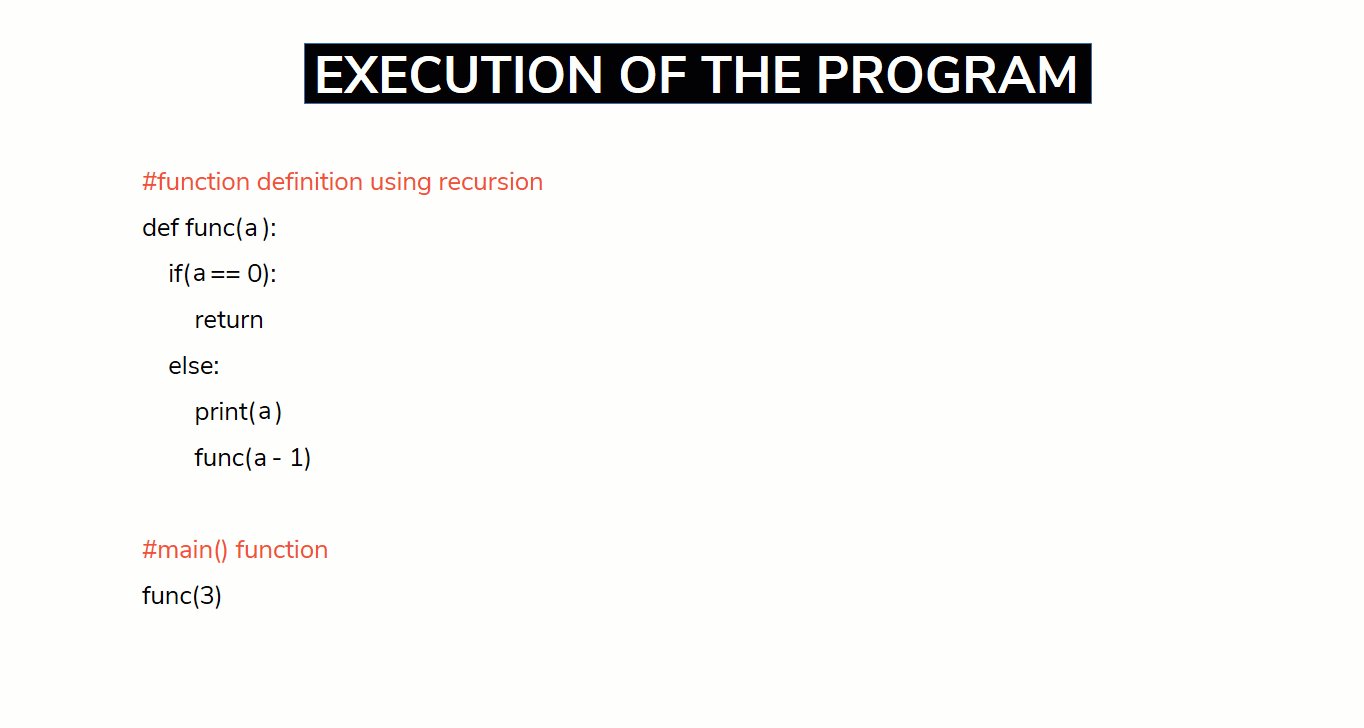 EXECUTION OF THE PROGRAM
#function definition using recursion
def func(a ):
if(a == 0):
return
else:
print(a )
func(a - 1)
#main() function
func(3)